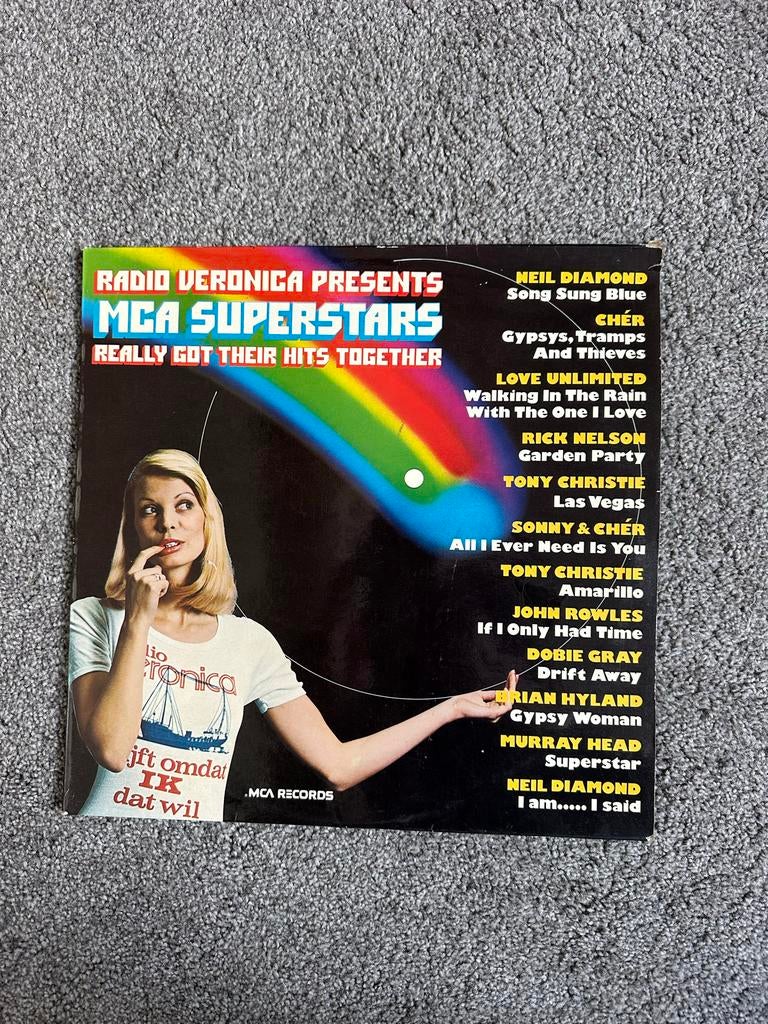 RADIO VERONICA PRESENTS
MCA SUPERSTARS
REALLY GOT THEIR HITS TOGETHER
NEIL DIAMOND
Song Sung Blue
CHÉR
Gypsys, Tramps
And Thieves
LOVE UNLIMITED
Walking In The Rain
With The One I Love
RICK NELSON
Garden Party
TONY CHRISTIE
Las Vegas
SONNY & CHÉR
All I Ever Need Is You
TONY CHRISTIE
Amarillo
JOHN ROWLES
If I Only Had Time
DOBIE GRAY
Drift Away
BRIAN HYLAND
Gypsy Woman
MURRAY HEAD
Superstar
NEIL DIAMOND
I am..... I said
dio
eronica
ijft omdat
IK
dat wil
.MCA RECORDS